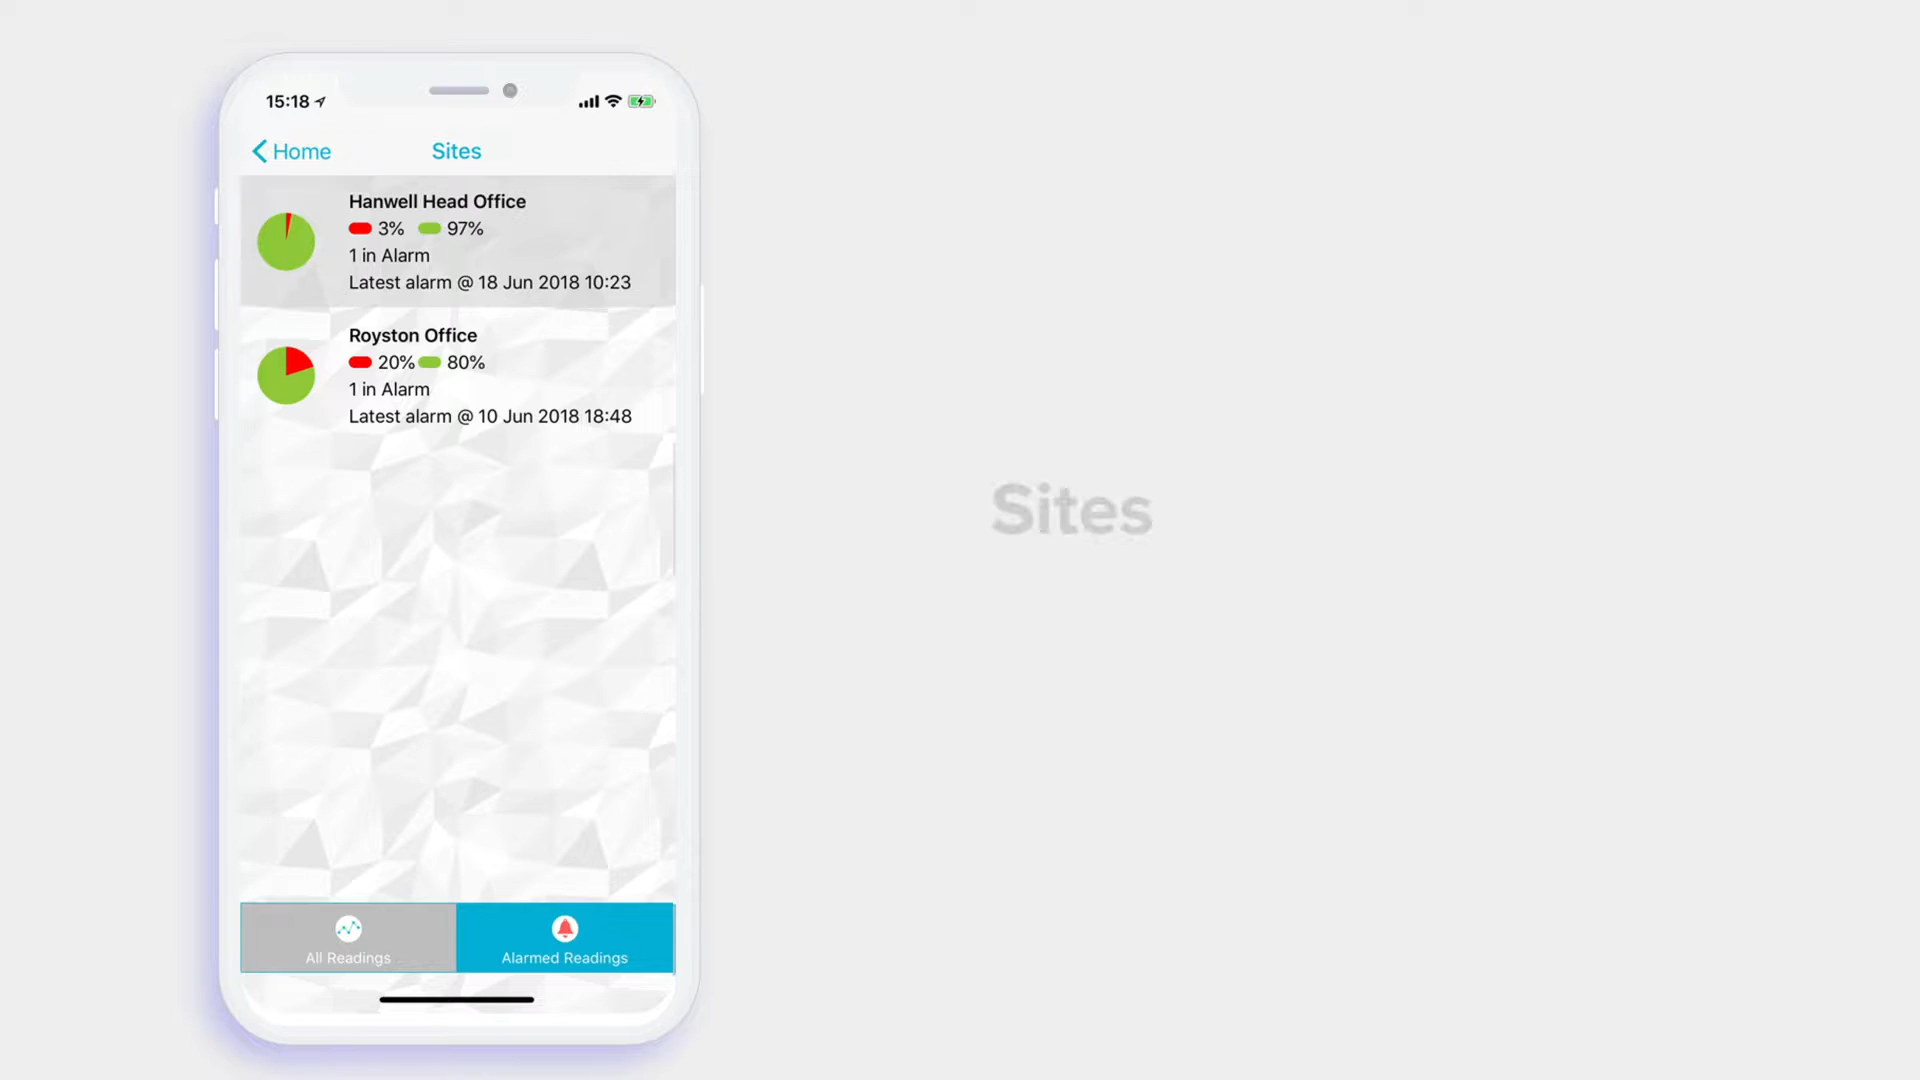 15:18
Home
Sites
Hanwell Head Office
3% 97%
1 in Alarm
Latest alarm @ 18 Jun 2018 10:23
Royston Office
20% 80%
1 in Alarm
Latest alarm @ 10 Jun 2018 18:48
All Readings
Alarmed Readings
Sites